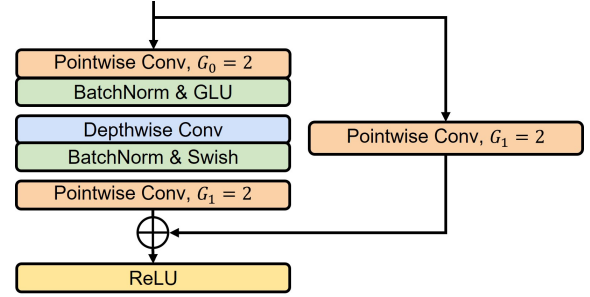 Pointwise Conv, G₀ = 2
BatchNorm & GLU
Depthwise Conv
BatchNorm & Swish
Pointwise Conv, G₁ = 2
Pointwise Conv, G₁ = 2
ReLU